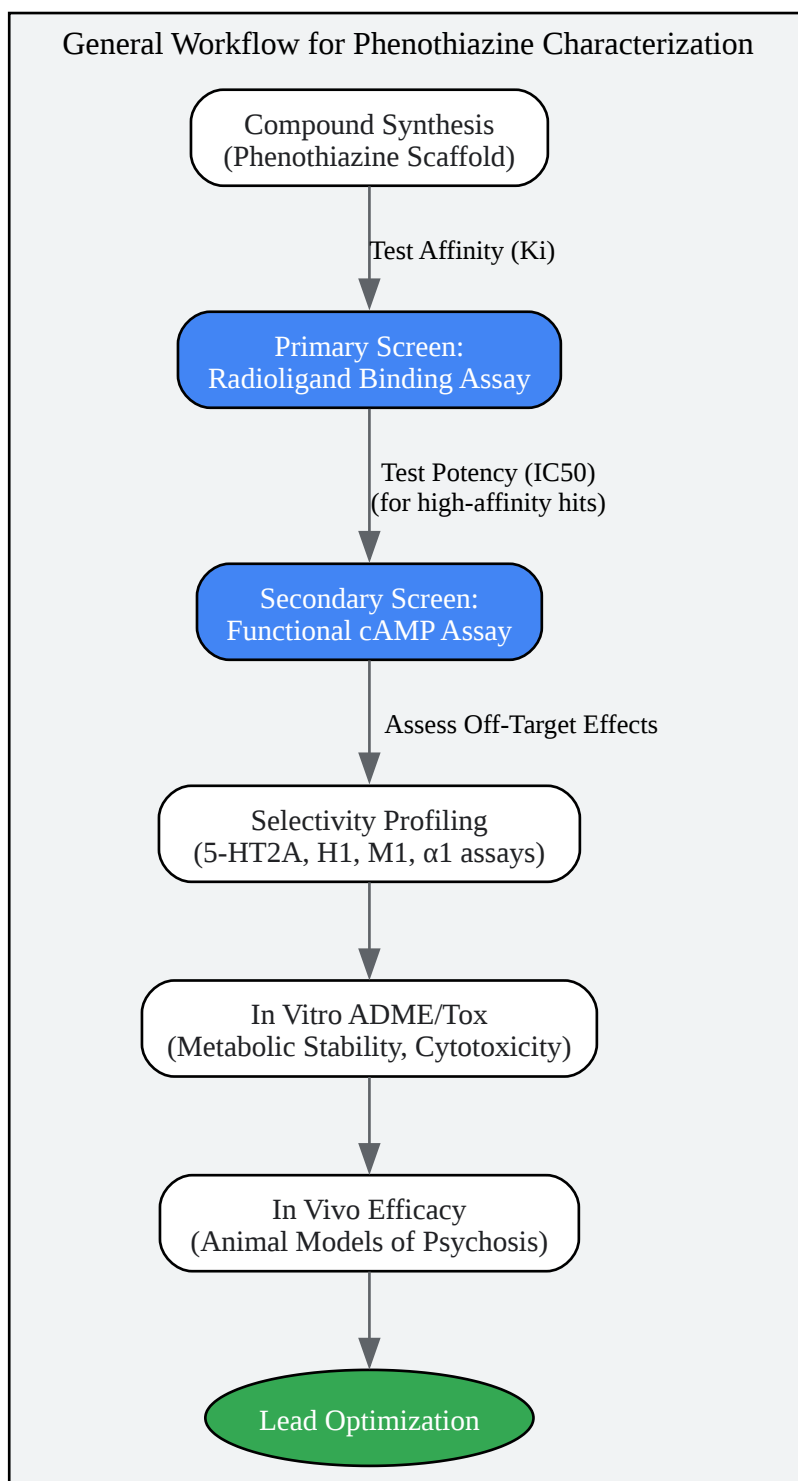 General Workflow for Phenothiazine Characterization
Compound Synthesis
(Phenothiazine Scaffold)
Test Affinity (Ki)
Primary Screen:
Radioligand Binding Assay
Test Potency (IC50)
(for high-affinity hits)
Secondary Screen:
Functional cAMP Assay
Assess Off-Target Effects
Selectivity Profiling
(5-HT2A, H1, M1, α1 assays)
In Vitro ADME/Tox
(Metabolic Stability, Cytotoxicity)
In Vivo Efficacy
(Animal Models of Psychosis)
Lead Optimization